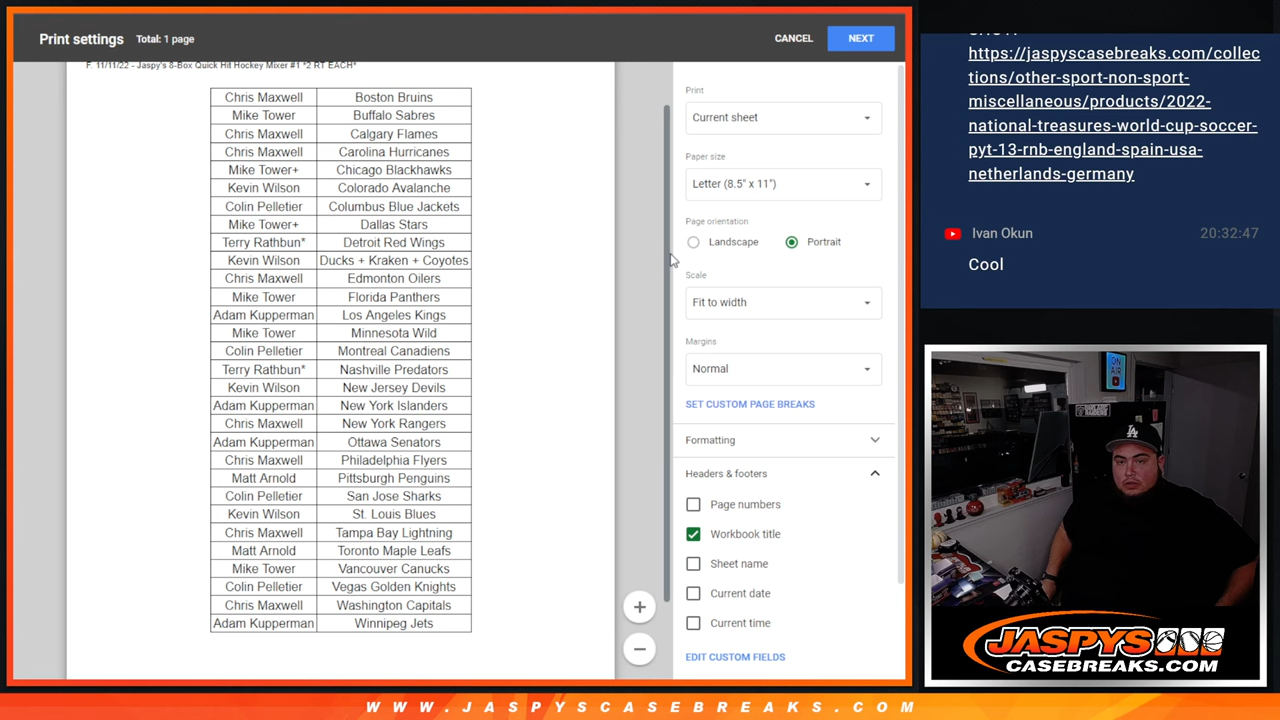 Print settings Total: 1 page CANCEL NEXT
F. 11/11/22 - Jaspy's 8-Box Quick Hit Hockey Mixer #1 *2 RT EACH*
Chris Maxwell Boston Bruins
Mike Tower Buffalo Sabres
Chris Maxwell Calgary Flames
Chris Maxwell Carolina Hurricanes
Mike Tower+ Chicago Blackhawks
Kevin Wilson Colorado Avalanche
Colin Pelletier Columbus Blue Jackets
Mike Tower+ Dallas Stars
Terry Rathbun* Detroit Red Wings
Kevin Wilson Ducks + Kraken + Coyotes
Chris Maxwell Edmonton Oilers
Mike Tower Florida Panthers
Adam Kupperman Los Angeles Kings
Mike Tower Minnesota Wild
Colin Pelletier Montreal Canadiens
Terry Rathbun* Nashville Predators
Kevin Wilson New Jersey Devils
Adam Kupperman New York Islanders
Chris Maxwell New York Rangers
Adam Kupperman Ottawa Senators
Chris Maxwell Philadelphia Flyers
Matt Arnold Pittsburgh Penguins
Colin Pelletier San Jose Sharks
Kevin Wilson St. Louis Blues
Chris Maxwell Tampa Bay Lightning
Matt Arnold Toronto Maple Leafs
Mike Tower Vancouver Canucks
Colin Pelletier Vegas Golden Knights
Chris Maxwell Washington Capitals
Adam Kupperman Winnipeg Jets
Print
Current sheet
Paper size
Letter (8.5" x 11")
Page orientation
Landscape Portrait
Scale
Fit to width
Margins
Normal
SET CUSTOM PAGE BREAKS
Formatting
Headers & footers
Page numbers
Workbook title
Sheet name
Current date
Current time
EDIT CUSTOM FIELDS
https://jaspyscasebreaks.com/collec
tions/other-sport-non-sport-
miscellaneous/products/2022-
national-treasures-world-cup-soccer-
pyt-13-rnb-england-spain-usa-
netherlands-germany
Ivan Okun 20:32:47
Cool
ON
AIR
LA
JASPYS
CASEBREAKS.COM
WWW.JASPYSCASEBREAKS.COM